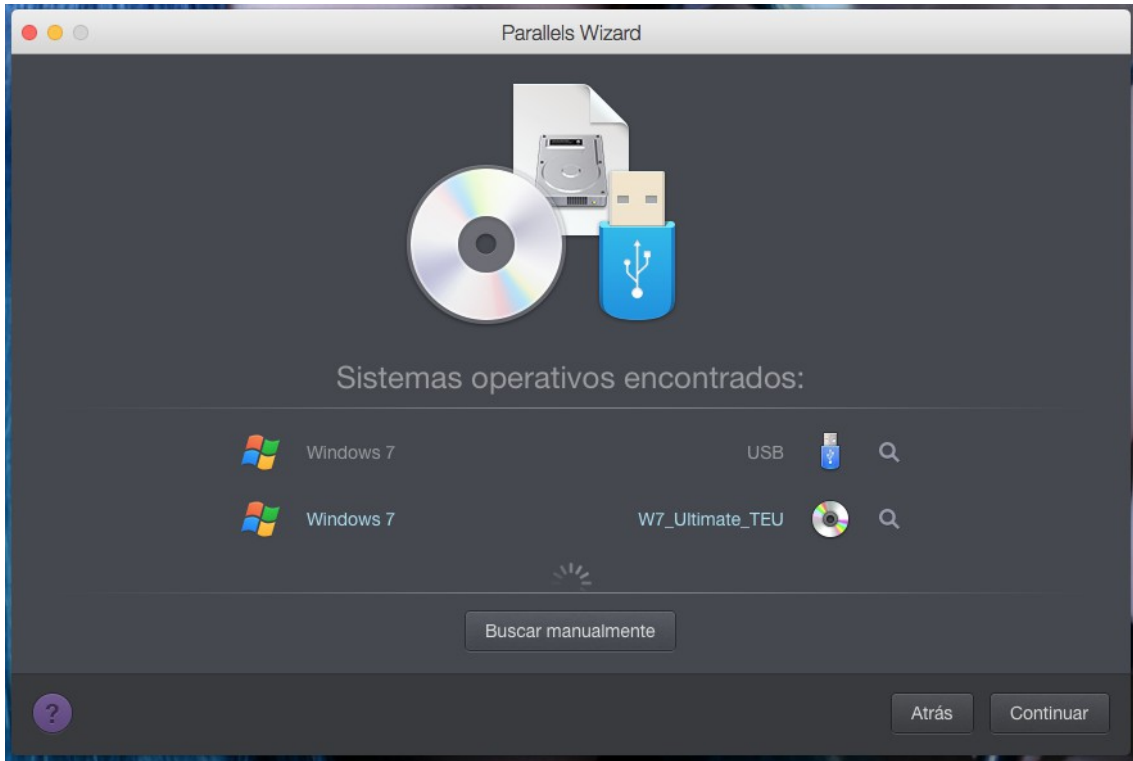 Parallels Wizard
Sistemas operativos encontrados:
Windows 7 USB
Windows 7 W7_Ultimate_TEU
Buscar manualmente
? Atrás Continuar